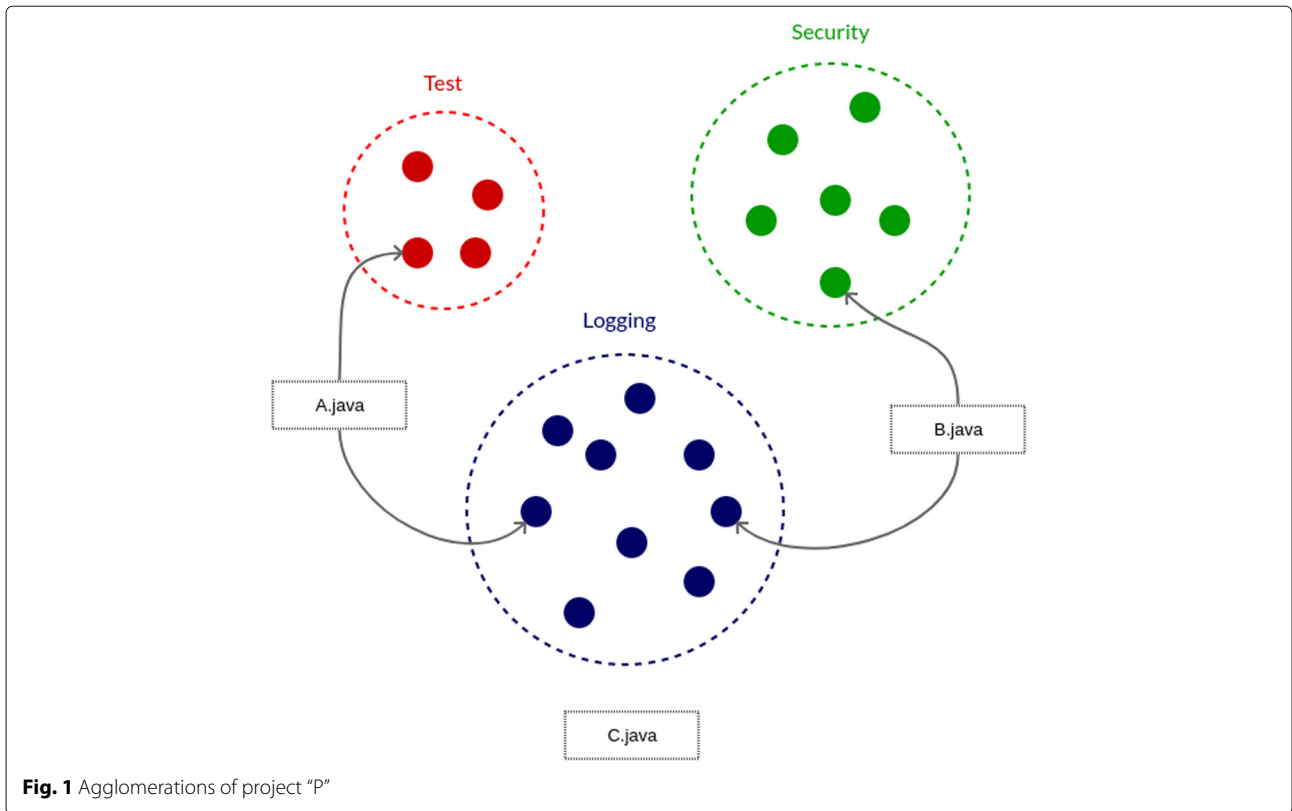 Security
Test
Logging
A.java
B.java
C.java
Fig. 1 Agglomerations of project “P”